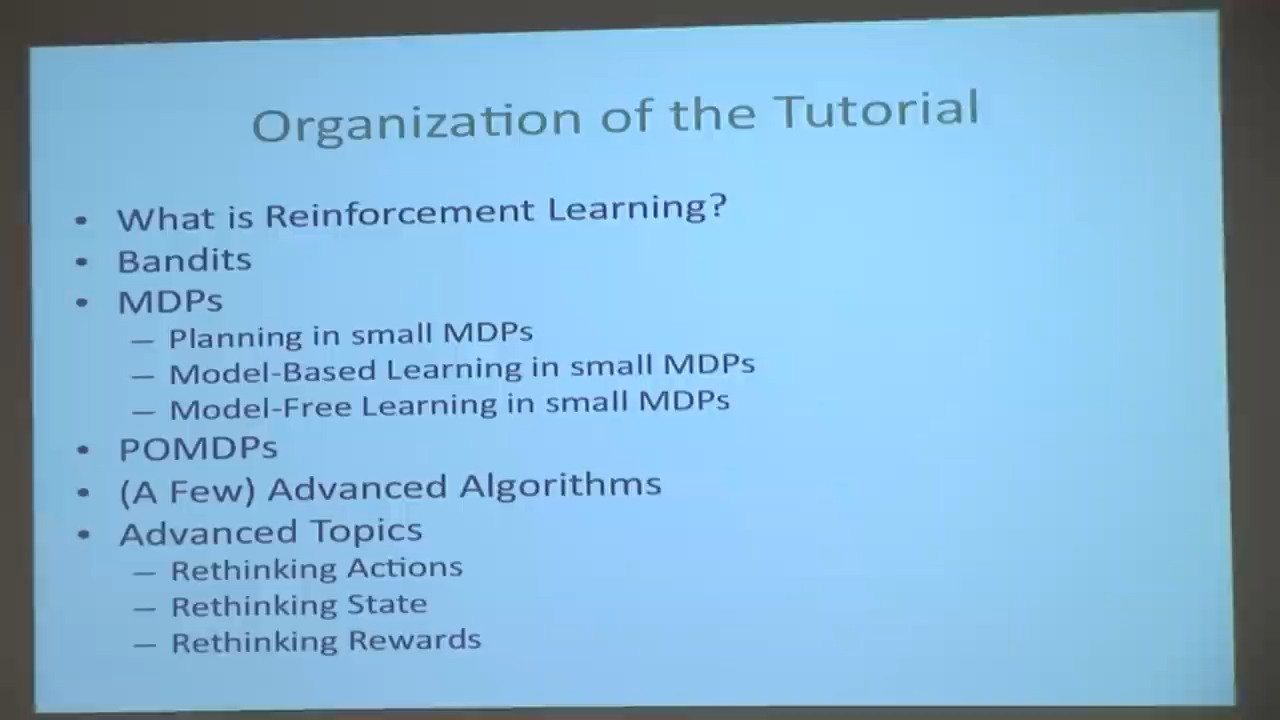 Organization of the Tutorial
• What is Reinforcement Learning?
• Bandits
• MDPs
– Planning in small MDPs
– Model-Based Learning in small MDPs
– Model-Free Learning in small MDPs
• POMDPs
• (A Few) Advanced Algorithms
• Advanced Topics
– Rethinking Actions
– Rethinking State
– Rethinking Rewards